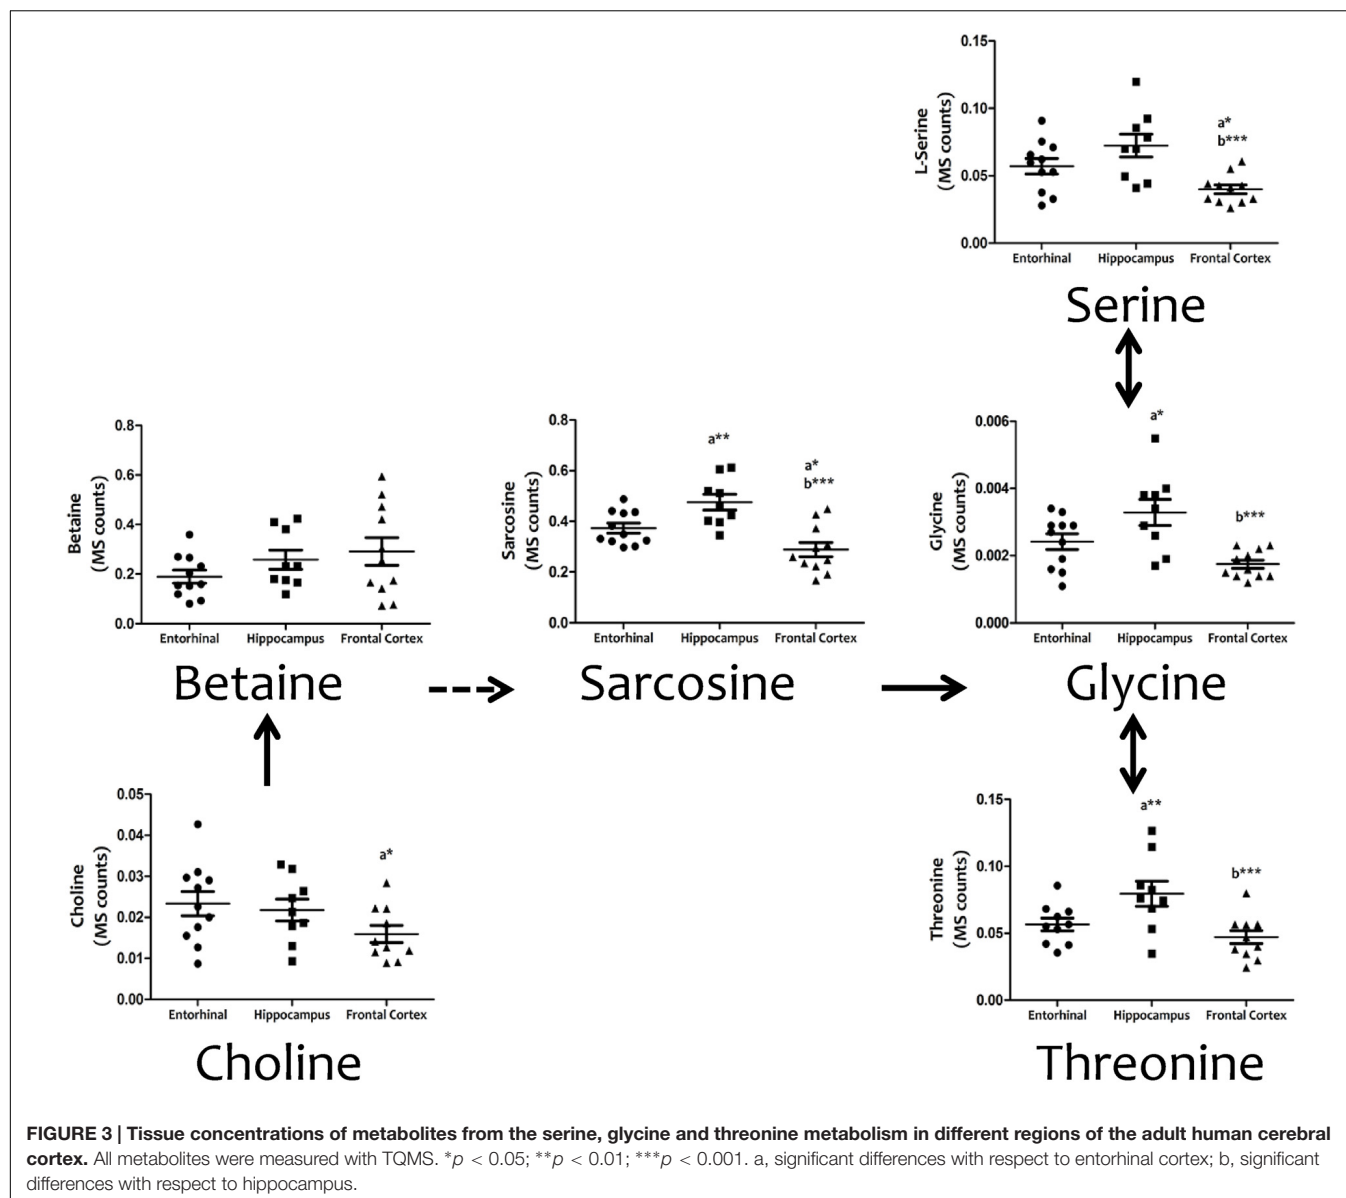 0.15
0.10
0.05
0.00
L-Serine
(MS counts)
a*
b***
Entorhinal Hippocampus Frontal Cortex
Serine
0.8
0.6
0.4
0.2
0.0
Betaine
(MS counts)
Entorhinal Hippocampus Frontal Cortex
Betaine
0.8
0.6
0.4
0.2
0.0
Sarcosine
(MS counts)
a**
a*
b***
Entorhinal Hippocampus Frontal Cortex
Sarcosine
0.006
0.004
0.002
0.000
Glycine
(MS counts)
a*
b***
Entorhinal Hippocampus Frontal Cortex
Glycine
0.05
0.04
0.03
0.02
0.01
0.00
Choline
(MS counts)
a*
Entorhinal Hippocampus Frontal Cortex
Choline
0.15
0.10
0.05
0.00
Threonine
(MS counts)
a**
b***
Entorhinal Hippocampus Frontal Cortex
Threonine
FIGURE 3 | Tissue concentrations of metabolites from the serine, glycine and threonine metabolism in different regions of the adult human cerebral
cortex. All metabolites were measured with TQMS. *p < 0.05; **p < 0.01; ***p < 0.001. a, significant differences with respect to entorhinal cortex; b, significant
differences with respect to hippocampus.